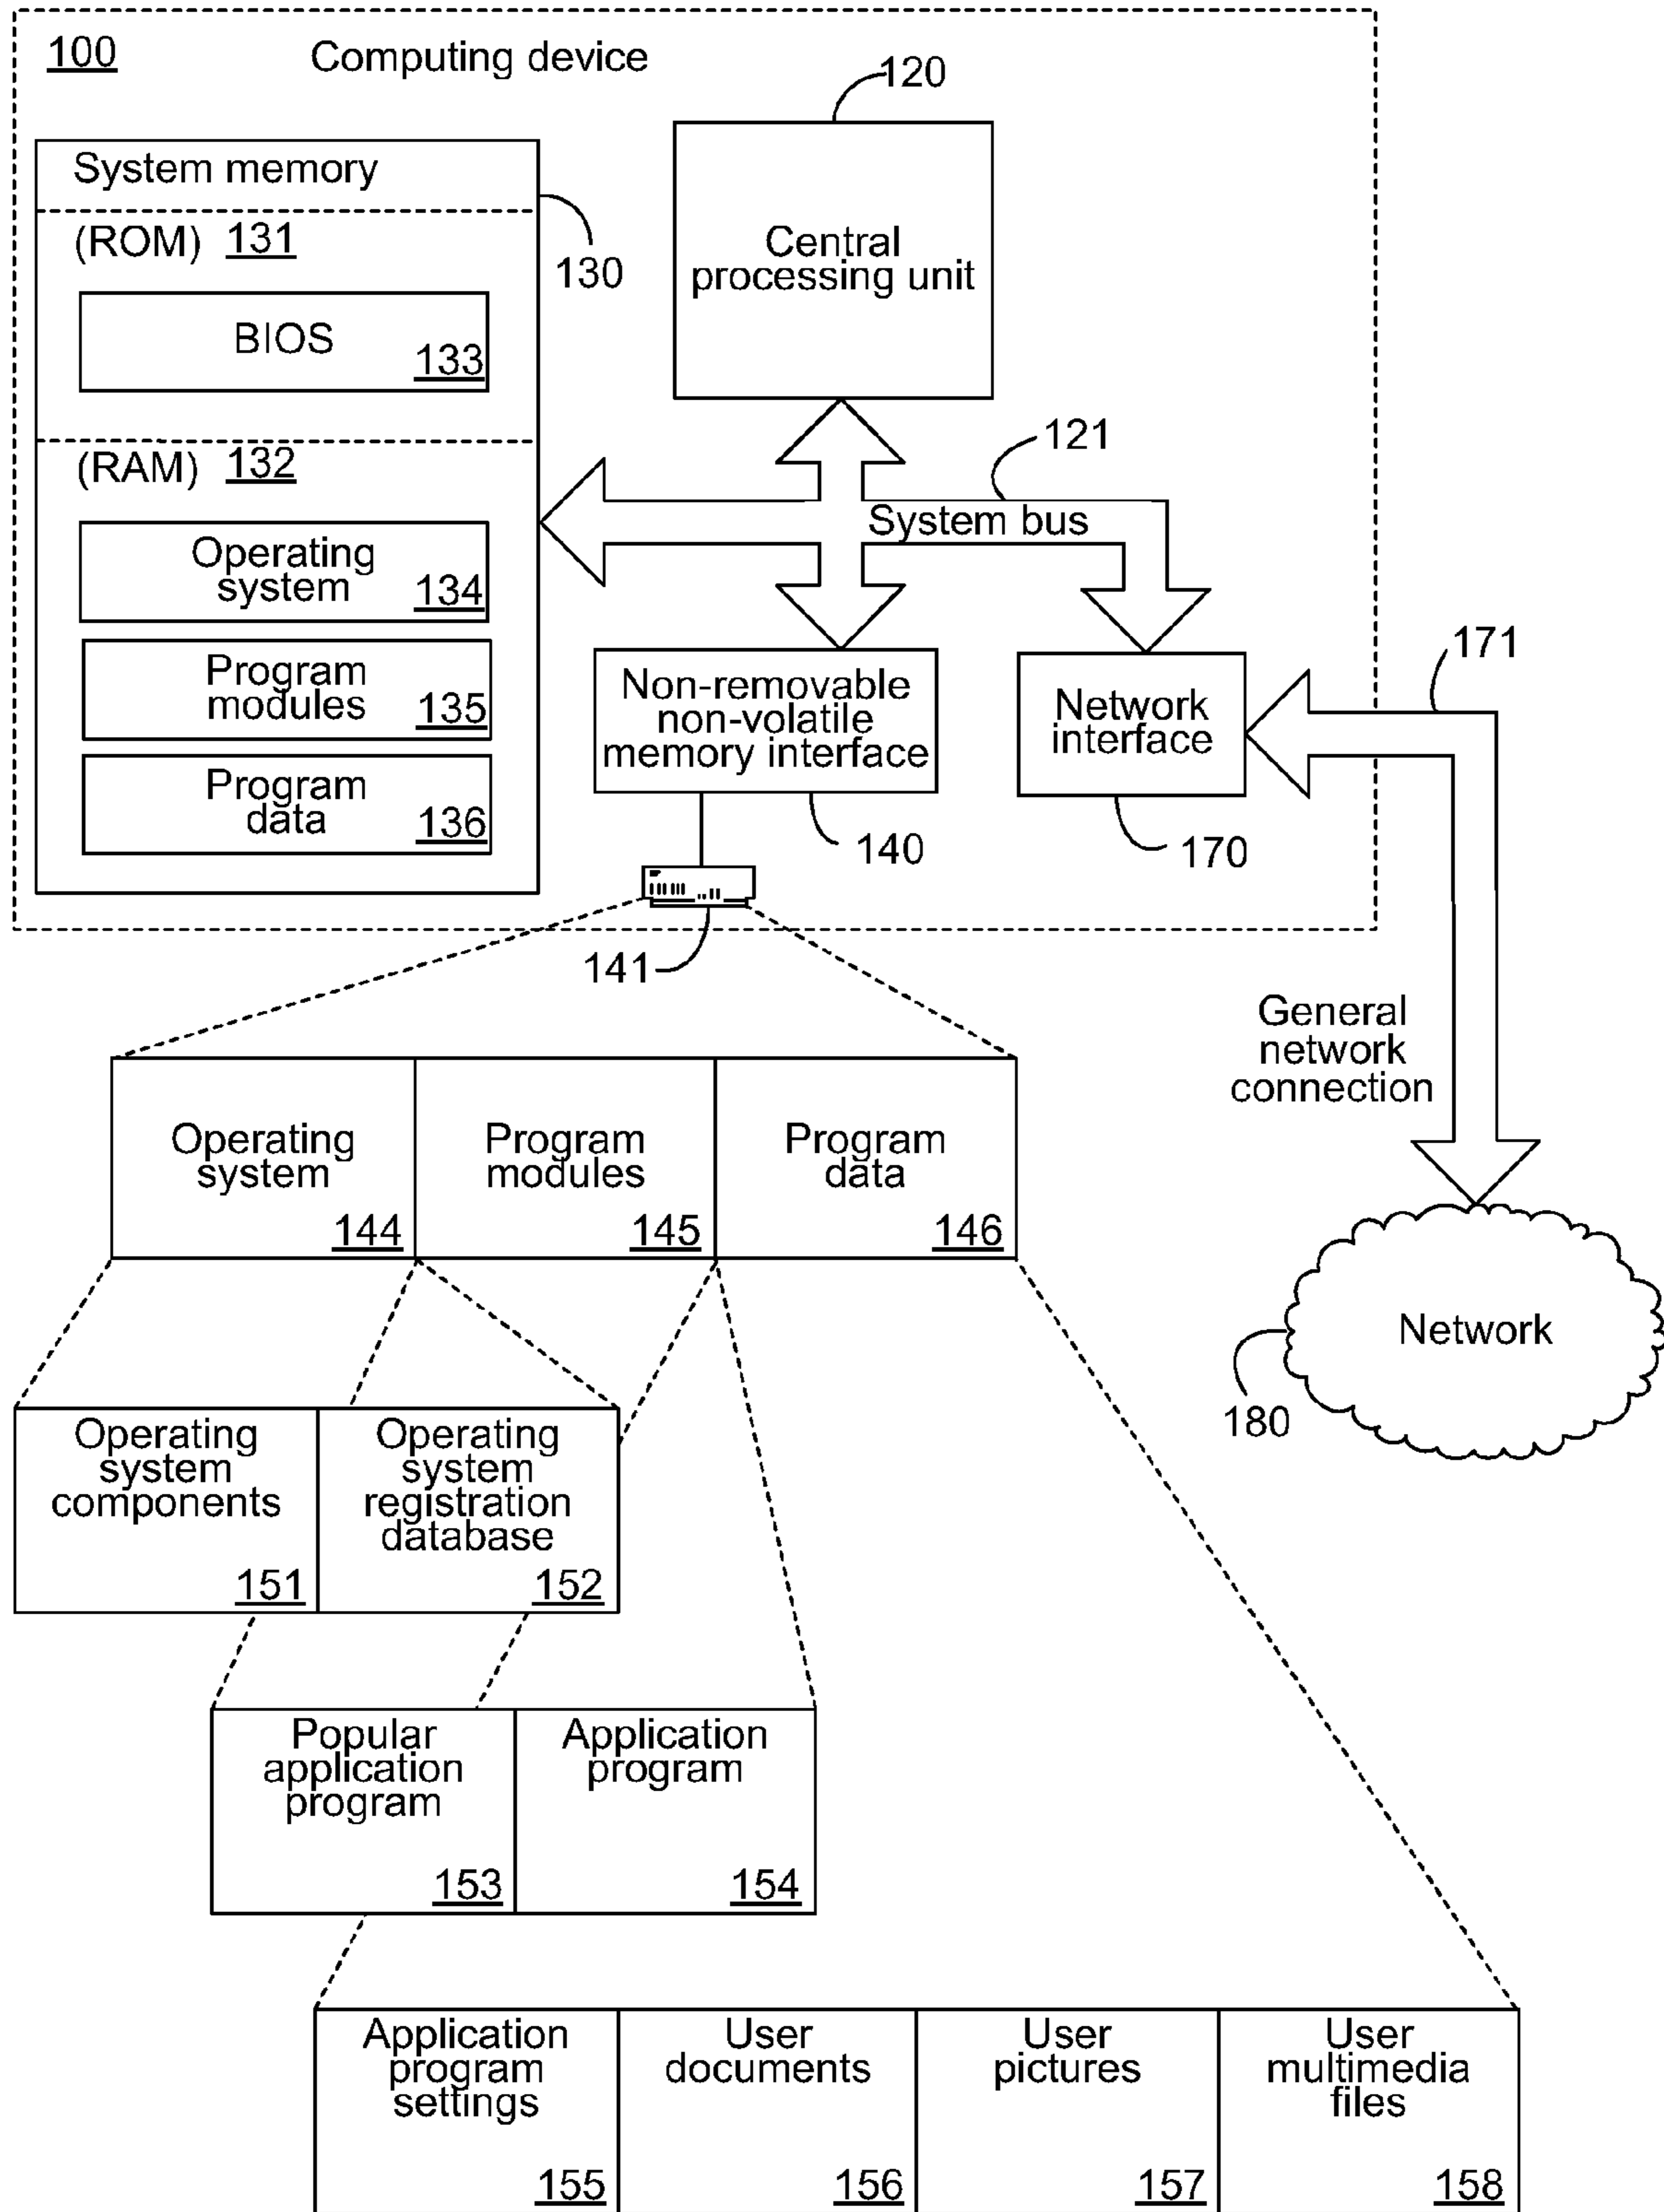 100
Computing device
120
System memory
(ROM) 131
130
Central
processing unit
BIOS
133
121
(RAM) 132
System bus
Operating
system
134
Program
modules
135
Program
data
136
Non-removable
non-volatile
memory interface
140
Network
interface
170
171
141
General
network
connection
Operating
system
144
Program
modules
145
Program
data
146
Network
180
Operating
system
components
151
Operating
system
registration
database
152
Popular
application
program
153
Application
program
154
Application
program
settings
155
User
documents
156
User
pictures
157
User
multimedia
files
158